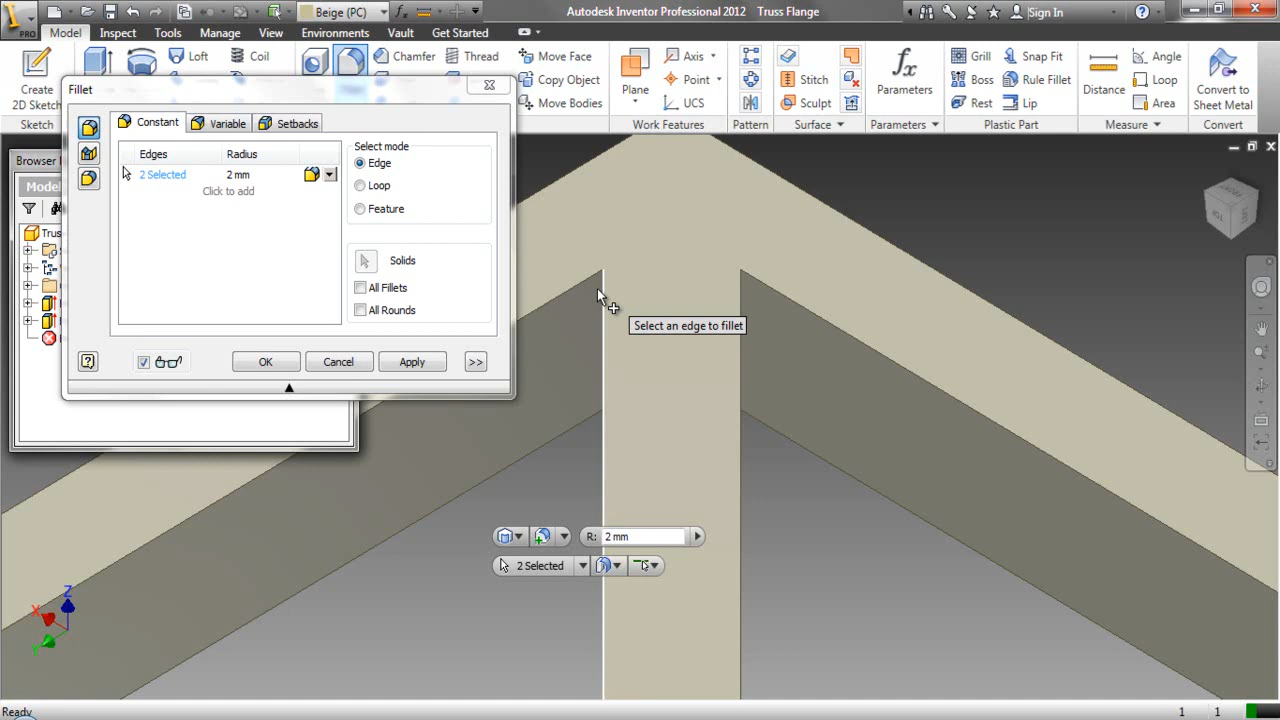 Beige (PC)
Autodesk Inventor Professional 2012 Truss Flange
Sign In
PRO
Model Inspect Tools Manage View Environments Vault Get Started
Create
2D Sketch
Sketch
Loft
Coil
Chamfer
Thread
Move Face
Copy Object
Move Bodies
Plane
Axis
Point
UCS
Work Features
Pattern
Stitch
Sculpt
Surface
Parameters
Parameters
Grill
Boss
Rest
Snap Fit
Rule Fillet
Lip
Plastic Part
Distance
Angle
Loop
Area
Measure
Convert to
Sheet Metal
Convert
Fillet
Constant Variable Setbacks
Edges Radius
2 Selected 2 mm
Click to add
Select mode
Edge
Loop
Feature
Solids
All Fillets
All Rounds
OK Cancel Apply >>
Browser
Model
Trus
Select an edge to fillet
R: 2 mm
2 Selected
TOP
Z
X
Y
Ready 1 1